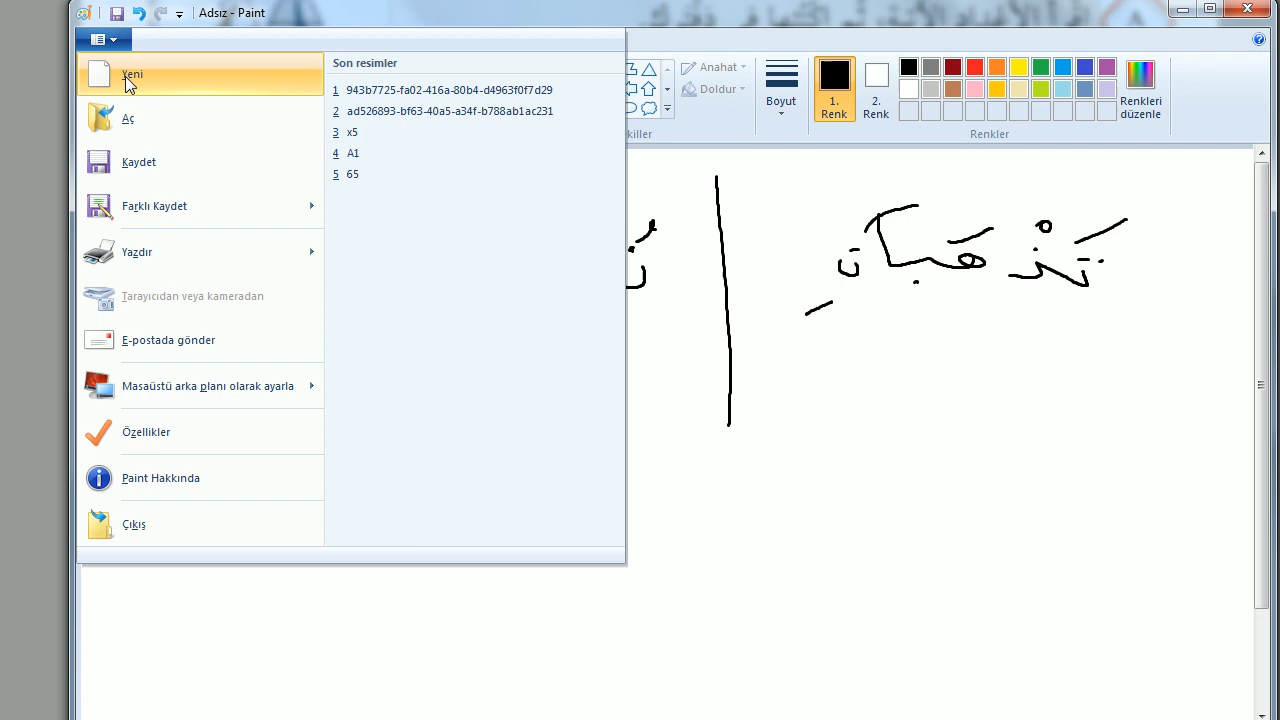 Adsız - Paint
Yeni
Aç
Kaydet
Farklı Kaydet
Yazdır
Tarayıcıdan veya kameradan
E-postada gönder
Masaüstü arka planı olarak ayarla
Özellikler
Paint Hakkında
Çıkış
Son resimler
1 943b7725-fa02-416a-80b4-d4963f0f7d29
2 ad526893-bf63-40a5-a34f-b788ab1ac231
3 x5
4 A1
5 65
Anahat
Doldur
Boyut
1. Renk
2. Renk
Renkleri düzenle
Renkler
تَذْهَبَانِ